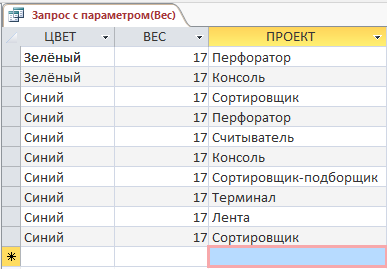 Запрос с параметром(Вес)
ЦВЕТ ВЕС ПРОЕКТ
Зелёный 17 Перфоратор
Зелёный 17 Консоль
Синий 17 Сортировщик
Синий 17 Перфоратор
Синий 17 Считыватель
Синий 17 Консоль
Синий 17 Сортировщик-подборщик
Синий 17 Терминал
Синий 17 Лента
Синий 17 Сортировщик